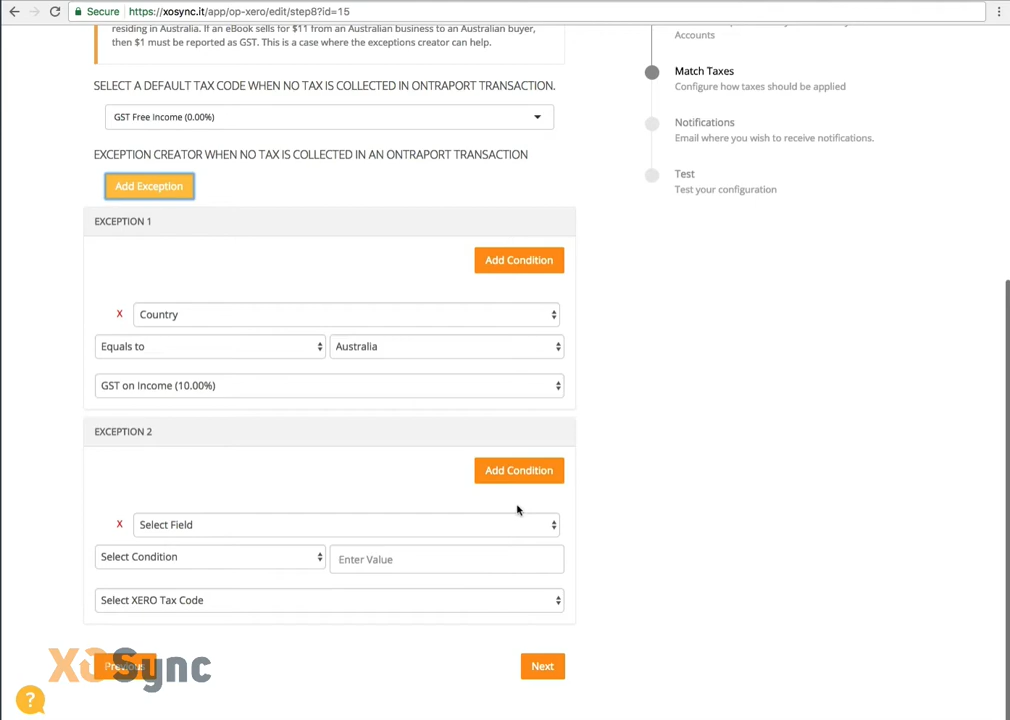 Secure https://xosync.it/app/op-xero/edit/step8?id=15
residing in Australia. If an eBook sells for $11 from an Australian business to an Australian buyer,
then $1 must be reported as GST. This is a case where the exceptions creator can help.
SELECT A DEFAULT TAX CODE WHEN NO TAX IS COLLECTED IN ONTRAPORT TRANSACTION.
GST Free Income (0.00%)
EXCEPTION CREATOR WHEN NO TAX IS COLLECTED IN AN ONTRAPORT TRANSACTION
Add Exception
EXCEPTION 1
Add Condition
X Country
Equals to Australia
GST on Income (10.00%)
EXCEPTION 2
Add Condition
X Select Field
Select Condition Enter Value
Select XERO Tax Code
Previous
XOSync
Next
?
Accounts
Match Taxes
Configure how taxes should be applied
Notifications
Email where you wish to receive notifications.
Test
Test your configuration